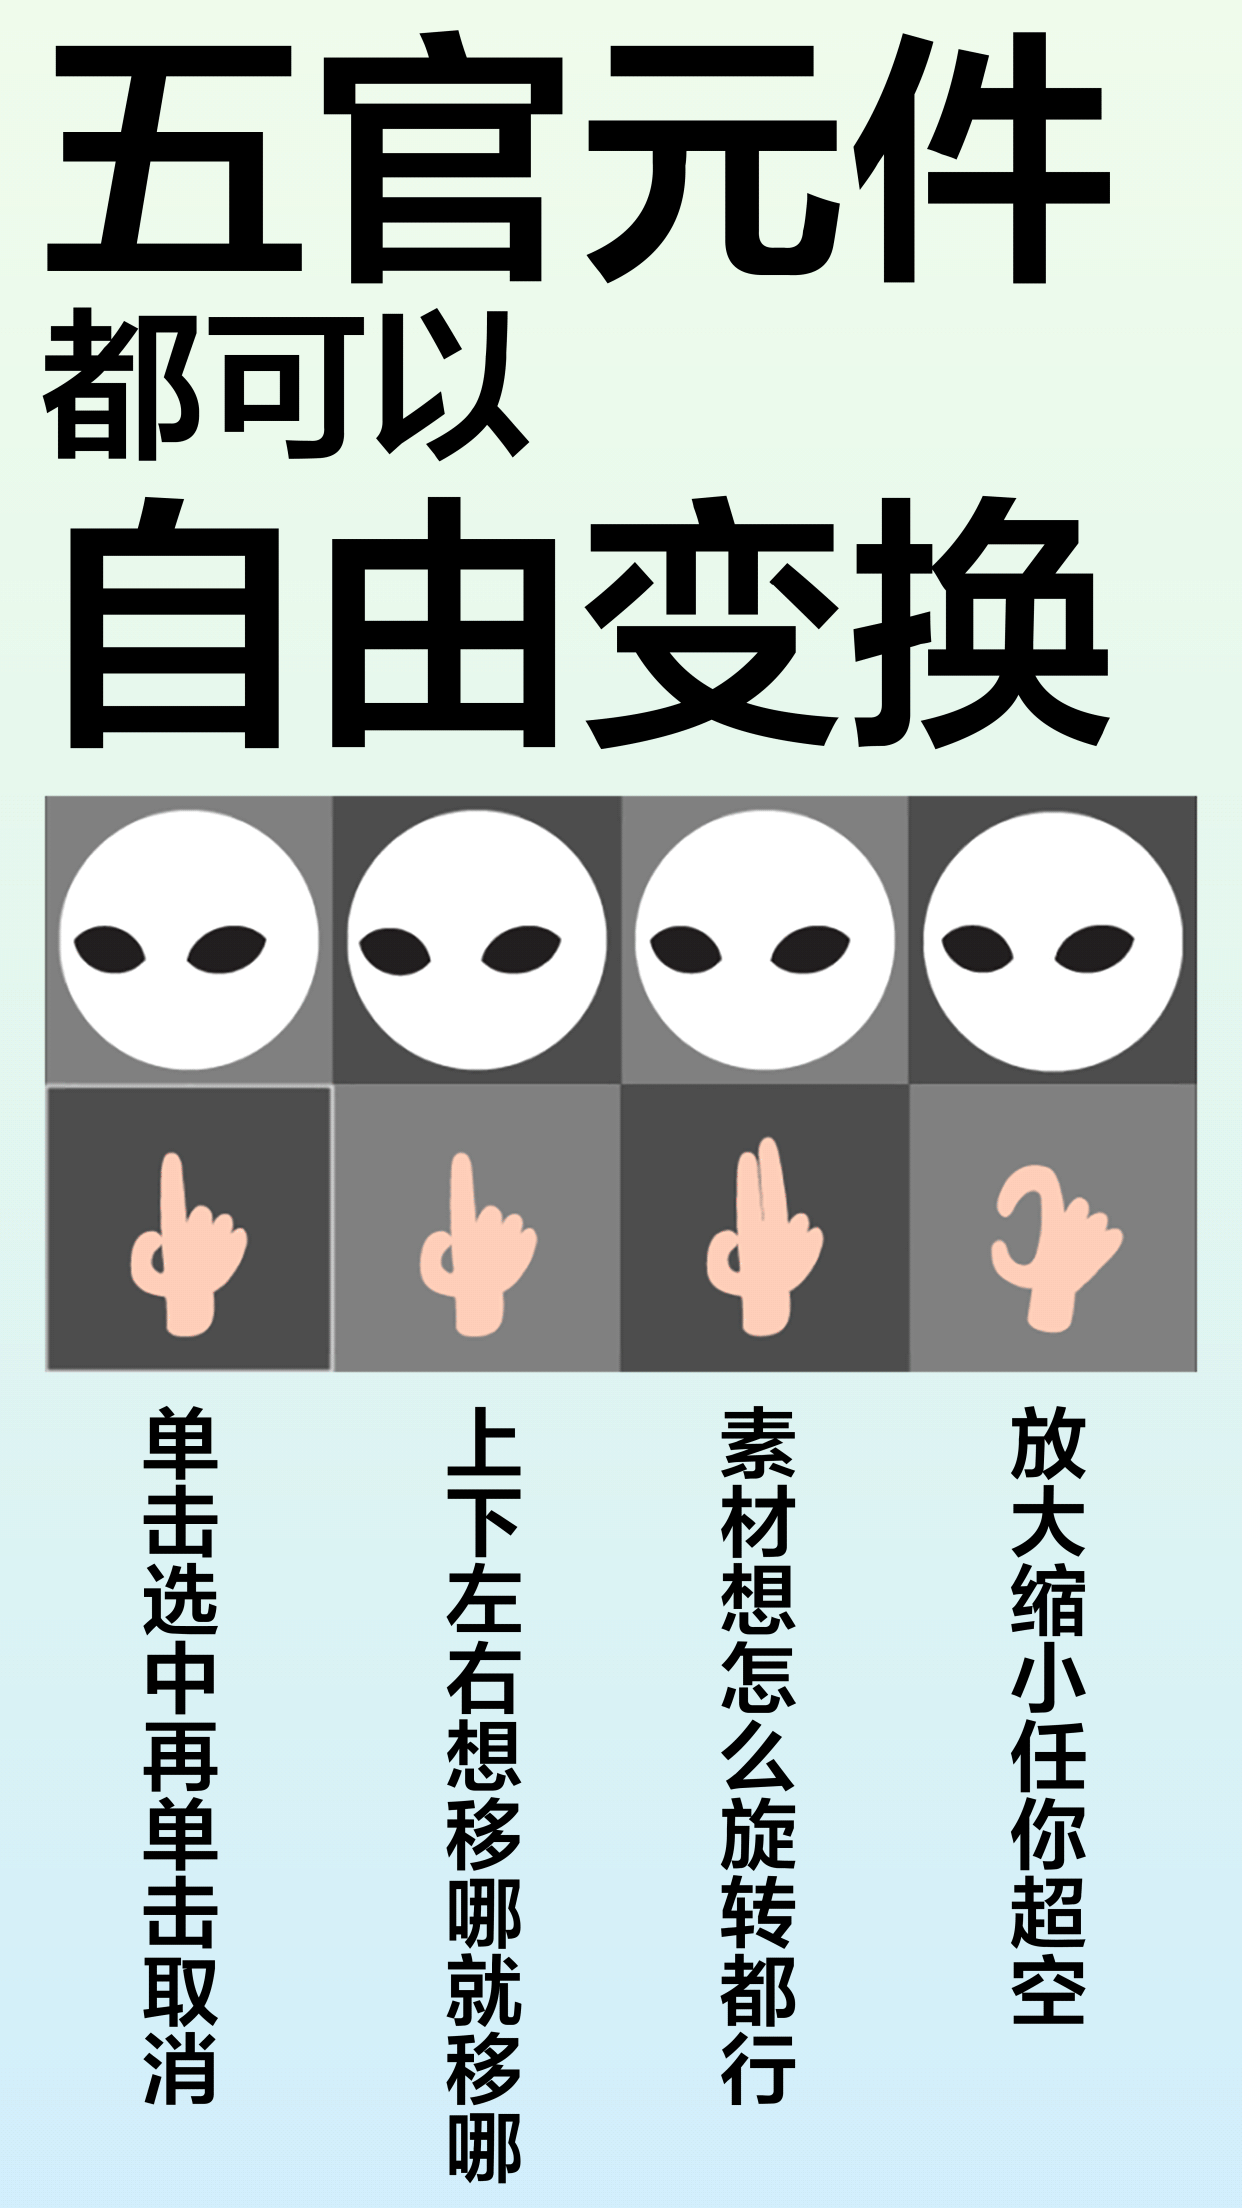 五官元件
都可以
自由变换
单击选中再单击取消
上下左右想移哪就移哪
素材想怎么旋转都行
放大缩小任你超空